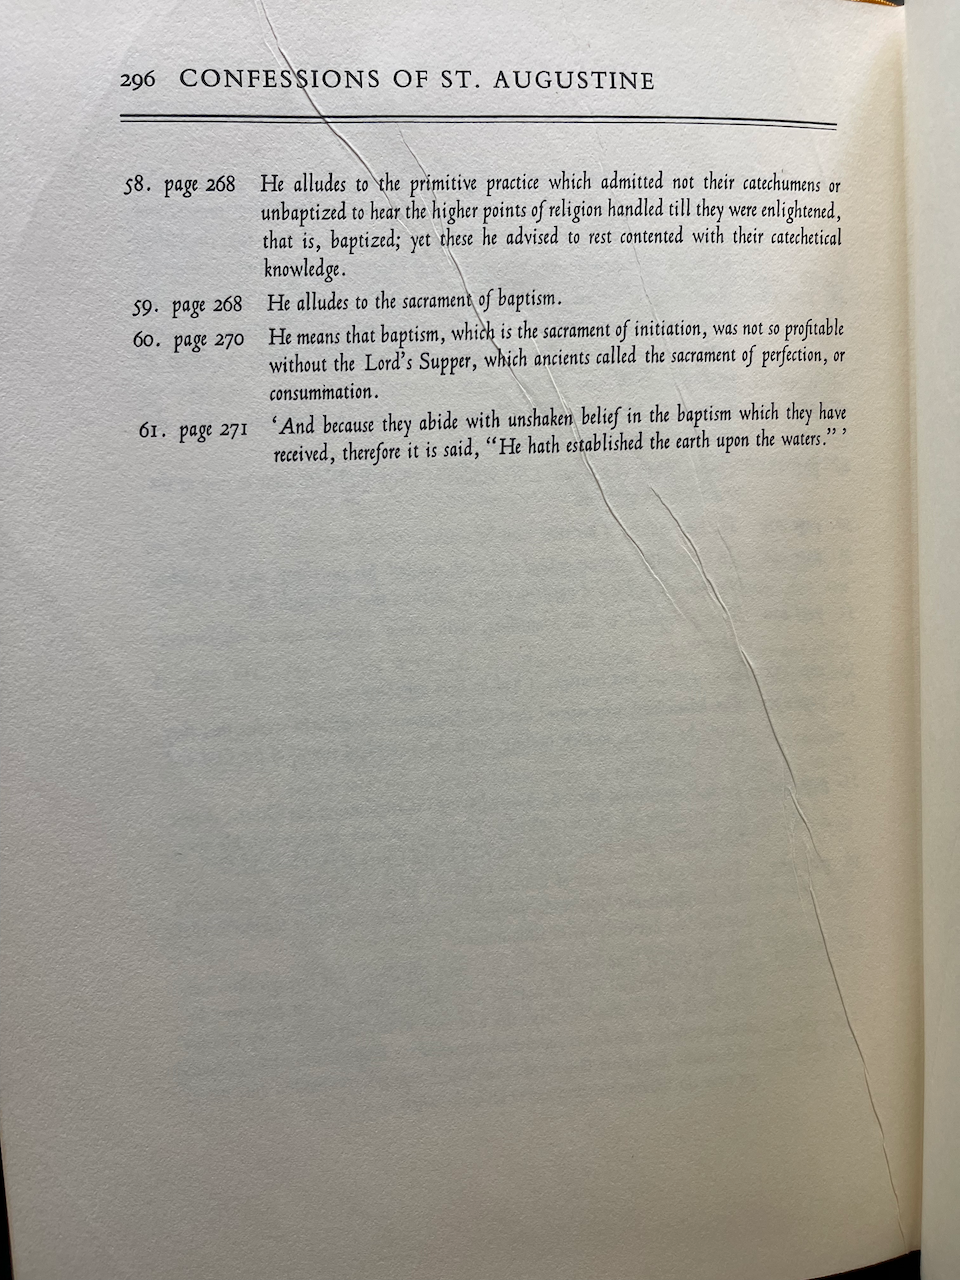 296 CONFESSIONS OF ST. AUGUSTINE
58. page 268 He alludes to the primitive practice which admitted not their catechumens or
unbaptized to hear the higher points of religion handled till they were enlightened,
that is, baptized; yet these he advised to rest contented with their catechetical
knowledge.
59. page 268 He alludes to the sacrament of baptism.
60. page 270 He means that baptism, which is the sacrament of initiation, was not so profitable
without the Lord's Supper, which ancients called the sacrament of perfection, or
consummation.
61. page 271 ‘And because they abide with unshaken belief in the baptism which they have
received, therefore it is said, “He hath established the earth upon the waters.” ’